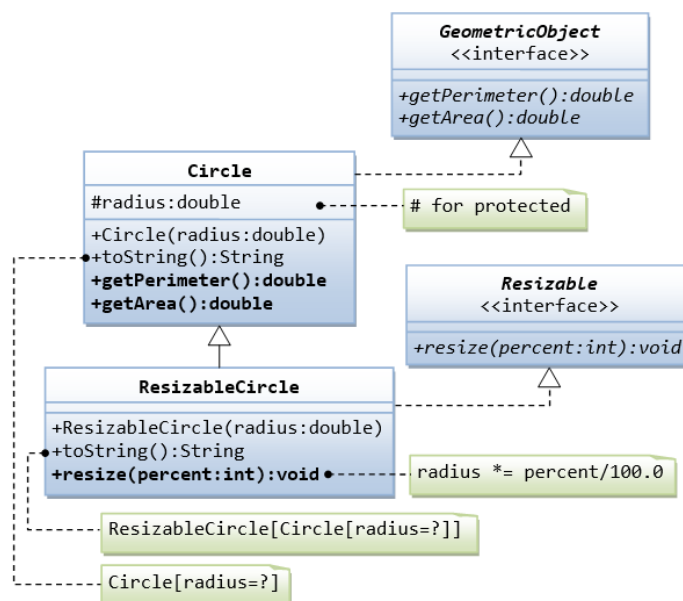 GeometricObject
<<interface>>
+getPerimeter():double
+getArea():double
Circle
#radius:double
# for protected
+Circle(radius:double)
+toString():String
+getPerimeter():double
+getArea():double
Resizable
<<interface>>
+resize(percent:int):void
ResizableCircle
+ResizableCircle(radius:double)
+toString():String
+resize(percent:int):void
radius *= percent/100.0
ResizableCircle[Circle[radius=?]]
Circle[radius=?]